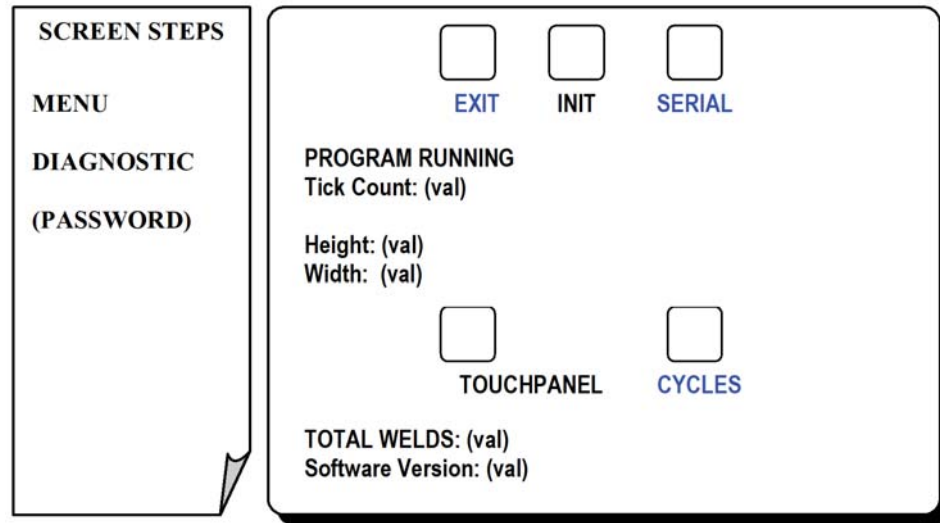 SCREEN STEPS
MENU
DIAGNOSTIC
(PASSWORD)
EXIT INIT SERIAL
PROGRAM RUNNING
Tick Count: (val)
Height: (val)
Width: (val)
TOUCHPANEL CYCLES
TOTAL WELDS: (val)
Software Version: (val)